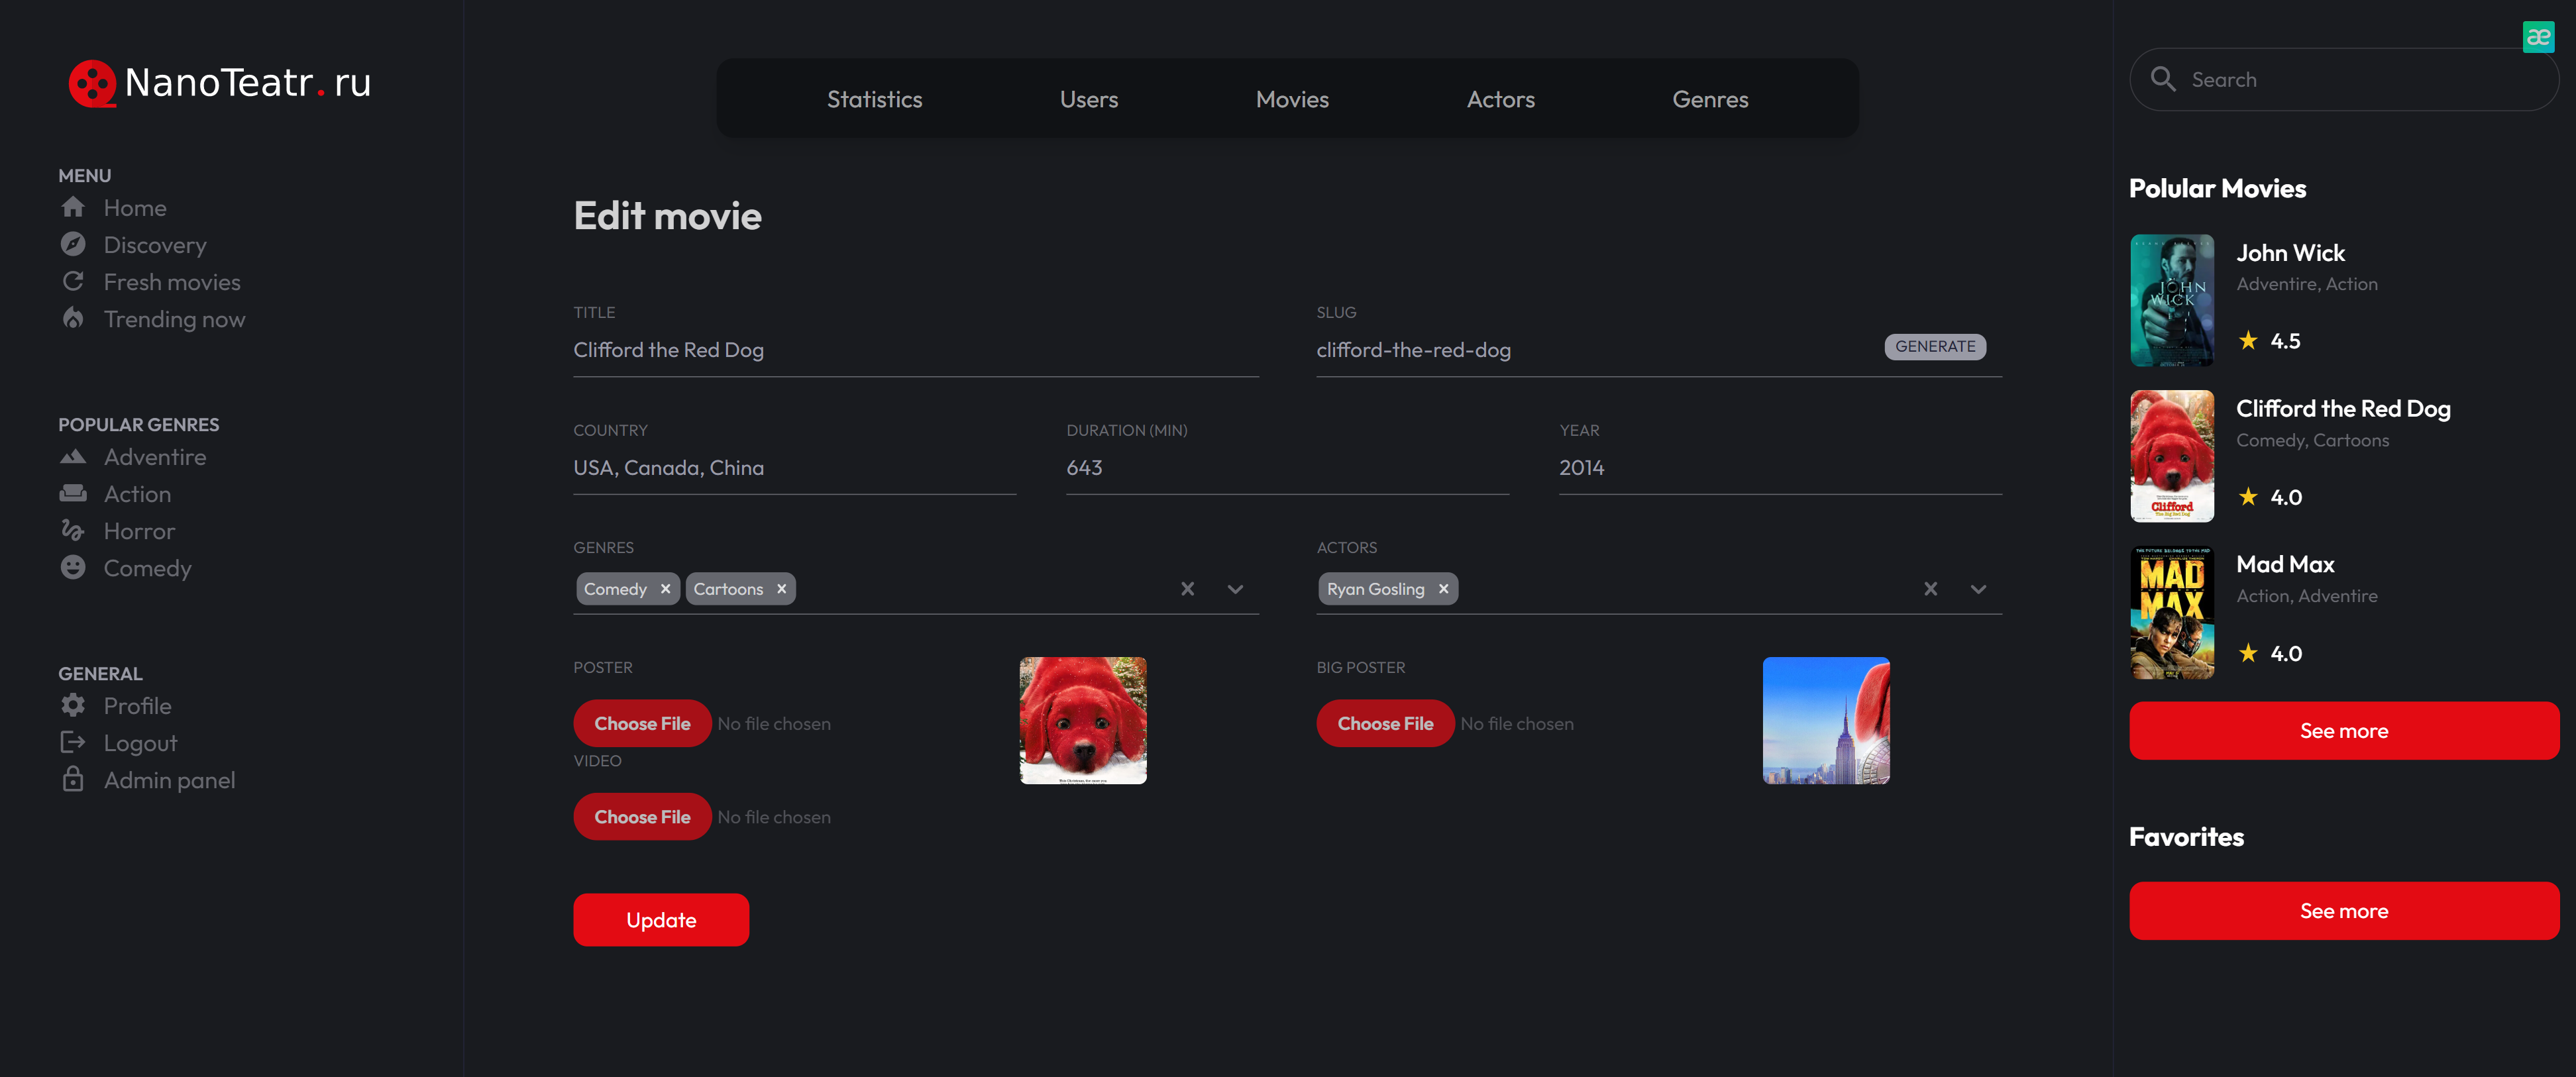 NanoTeatr.ru
MENU
Home
Discovery
Fresh movies
Trending now
POPULAR GENRES
Adventire
Action
Horror
Comedy
GENERAL
Profile
Logout
Admin panel
Statistics Users Movies Actors Genres
Edit movie
TITLE
Clifford the Red Dog
SLUG
clifford-the-red-dog
GENERATE
COUNTRY
USA, Canada, China
DURATION (MIN)
643
YEAR
2014
GENRES
Comedy Cartoons
ACTORS
Ryan Gosling
POSTER
Choose File No file chosen
BIG POSTER
Choose File No file chosen
VIDEO
Choose File No file chosen
Update
æ
Search
Polular Movies
JOHN
WICK
John Wick
Adventire, Action
4.5
Clifford
Clifford the Red Dog
Comedy, Cartoons
4.0
MAD
MAX
Mad Max
Action, Adventire
4.0
See more
Favorites
See more